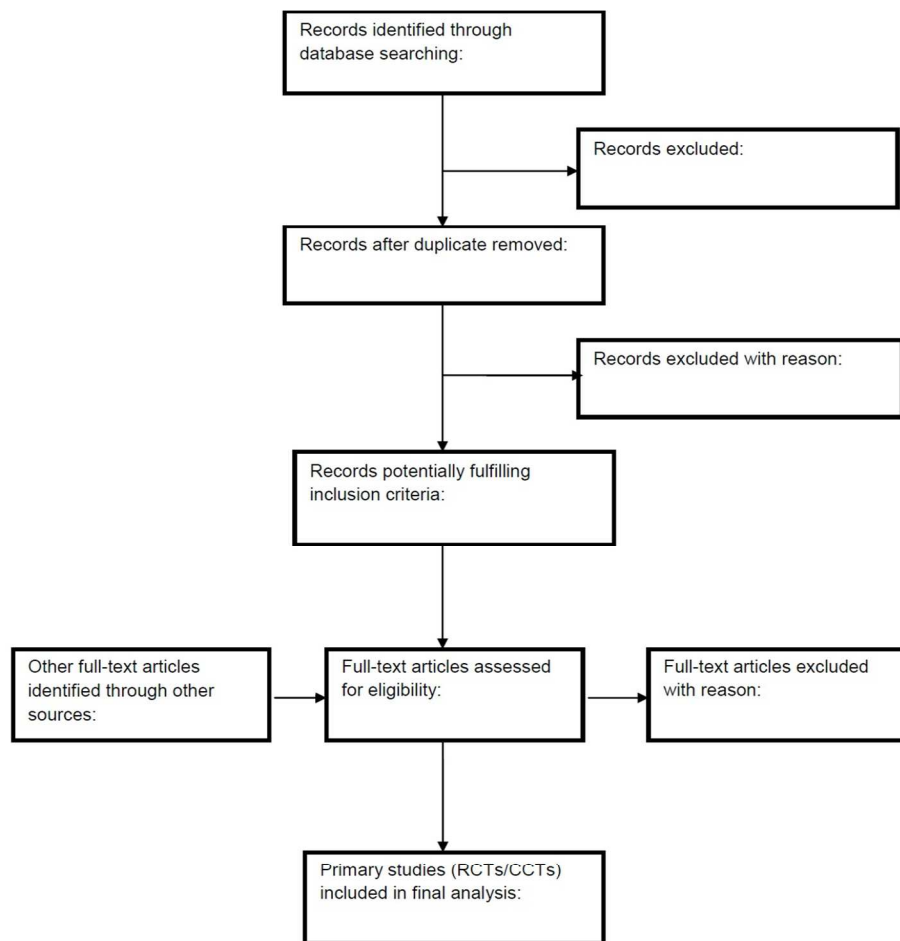 Records identified through
database searching:
Records excluded:
Records after duplicate removed:
Records excluded with reason:
Records potentially fulfilling
inclusion criteria:
Other full-text articles
identified through other
sources:
Full-text articles assessed
for eligibility:
Full-text articles excluded
with reason:
Primary studies (RCTs/CCTs)
included in final analysis: